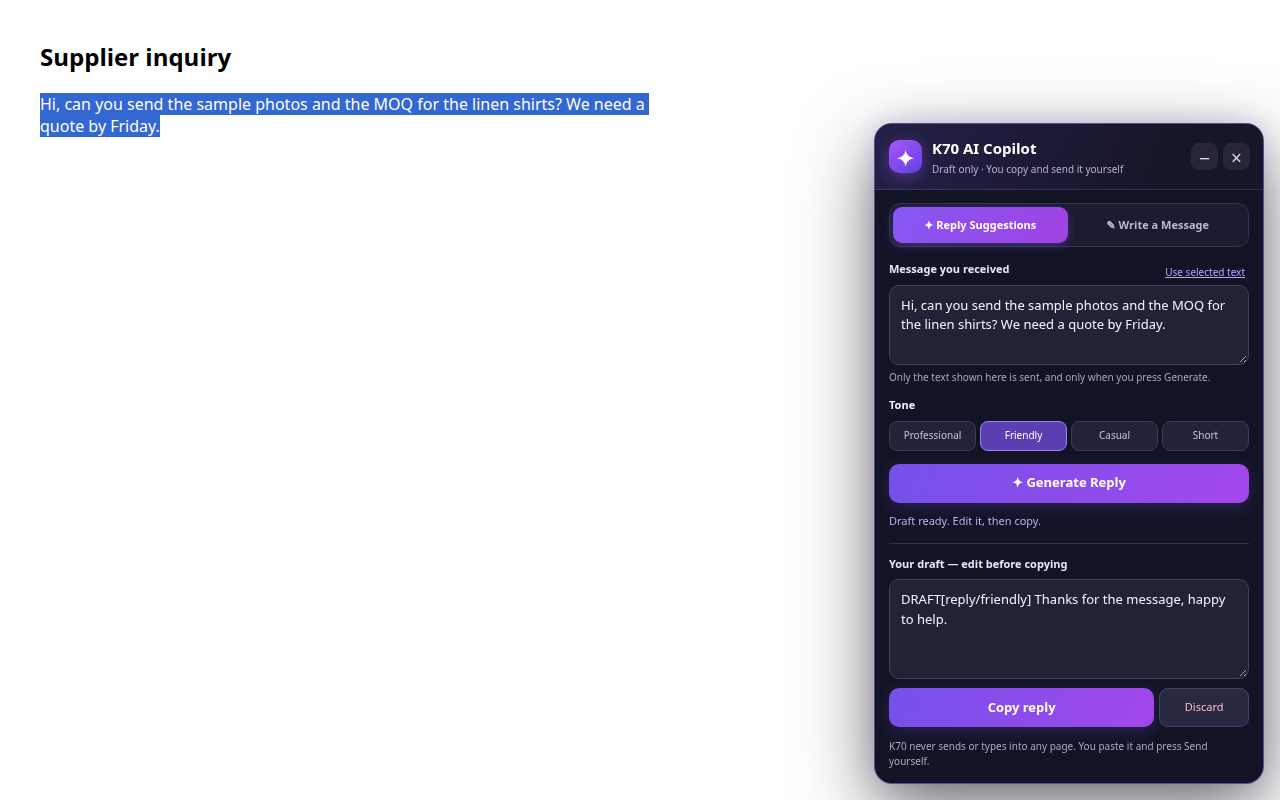 Supplier inquiry
Hi, can you send the sample photos and the MOQ for the linen shirts? We need a
quote by Friday.
K70 AI Copilot
Draft only · You copy and send it yourself
✦ Reply Suggestions
✎ Write a Message
Message you received
Use selected text
Hi, can you send the sample photos and the MOQ for
the linen shirts? We need a quote by Friday.
Only the text shown here is sent, and only when you press Generate.
Tone
Professional
Friendly
Casual
Short
✦ Generate Reply
Draft ready. Edit it, then copy.
Your draft — edit before copying
DRAFT[reply/friendly] Thanks for the message, happy
to help.
Copy reply
Discard
K70 never sends or types into any page. You paste it and press Send
yourself.